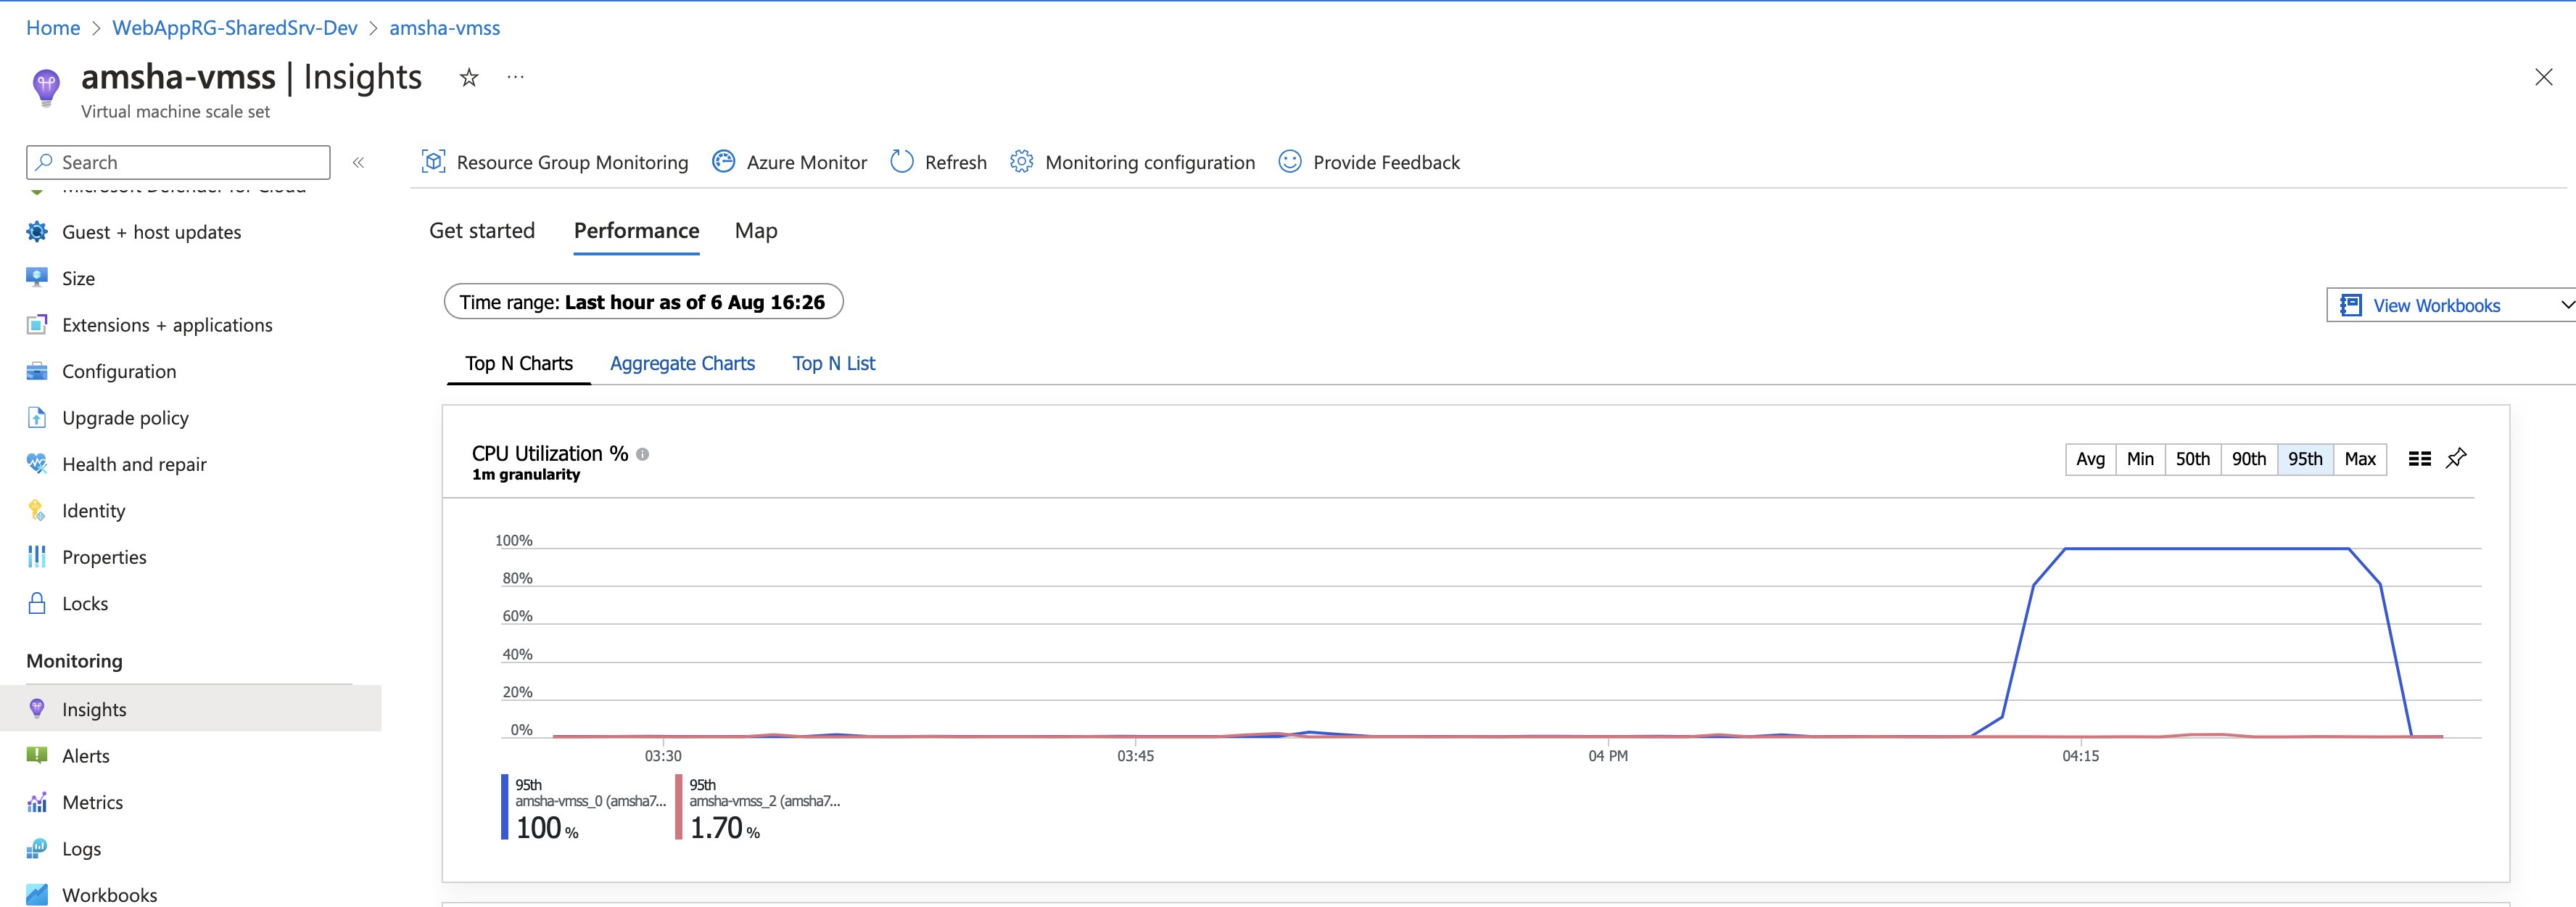 Home > WebAppRG-SharedSrv-Dev > amsha-vmss
amsha-vmss | Insights
Virtual machine scale set
Search
Microsoft Defender for Cloud
Guest + host updates
Size
Extensions + applications
Configuration
Upgrade policy
Health and repair
Identity
Properties
Locks
Monitoring
Insights
Alerts
Metrics
Logs
Workbooks
Resource Group Monitoring Azure Monitor Refresh Monitoring configuration Provide Feedback
Get started Performance Map
Time range: Last hour as of 6 Aug 16:26
View Workbooks
Top N Charts Aggregate Charts Top N List
CPU Utilization %
1m granularity
Avg Min 50th 90th 95th Max
100%
80%
60%
40%
20%
0%
03:30 03:45 04 PM 04:15
95th
amsha-vmss_0 (amsha7...
100 %
95th
amsha-vmss_2 (amsha7...
1.70 %